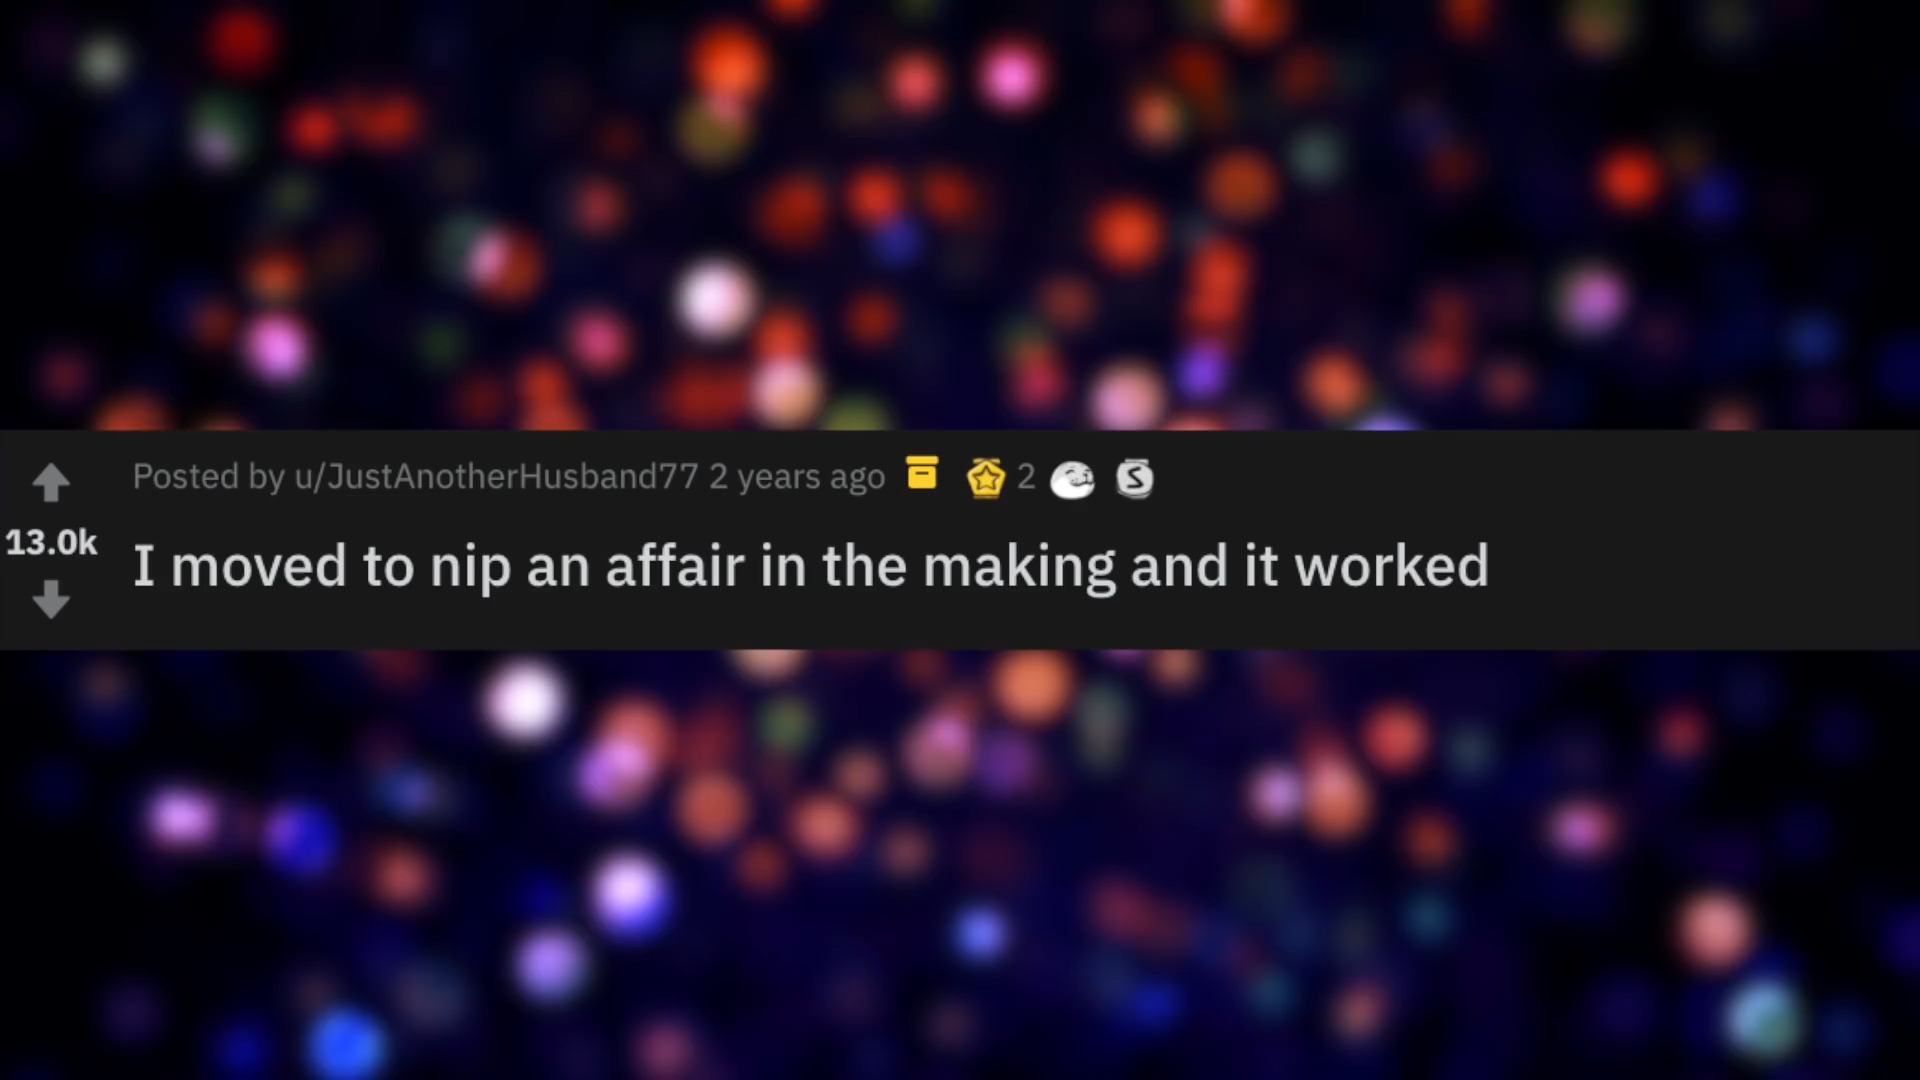 Posted by u/JustAnotherHusband77 2 years ago 2 S
13.0k
I moved to nip an affair in the making and it worked